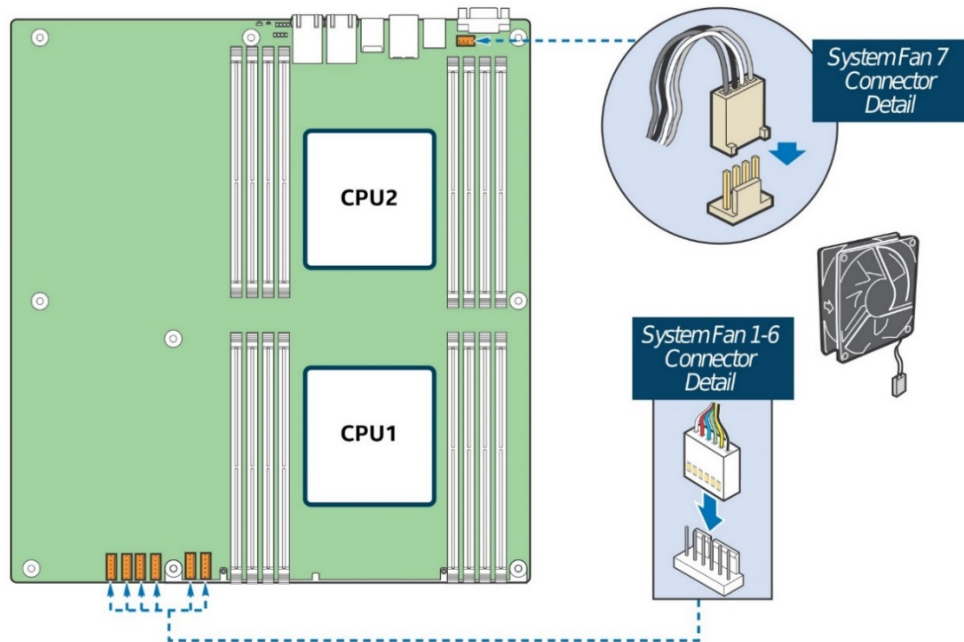 System Fan 7
Connector
Detail
CPU2
System Fan 1-6
Connector
Detail
CPU1